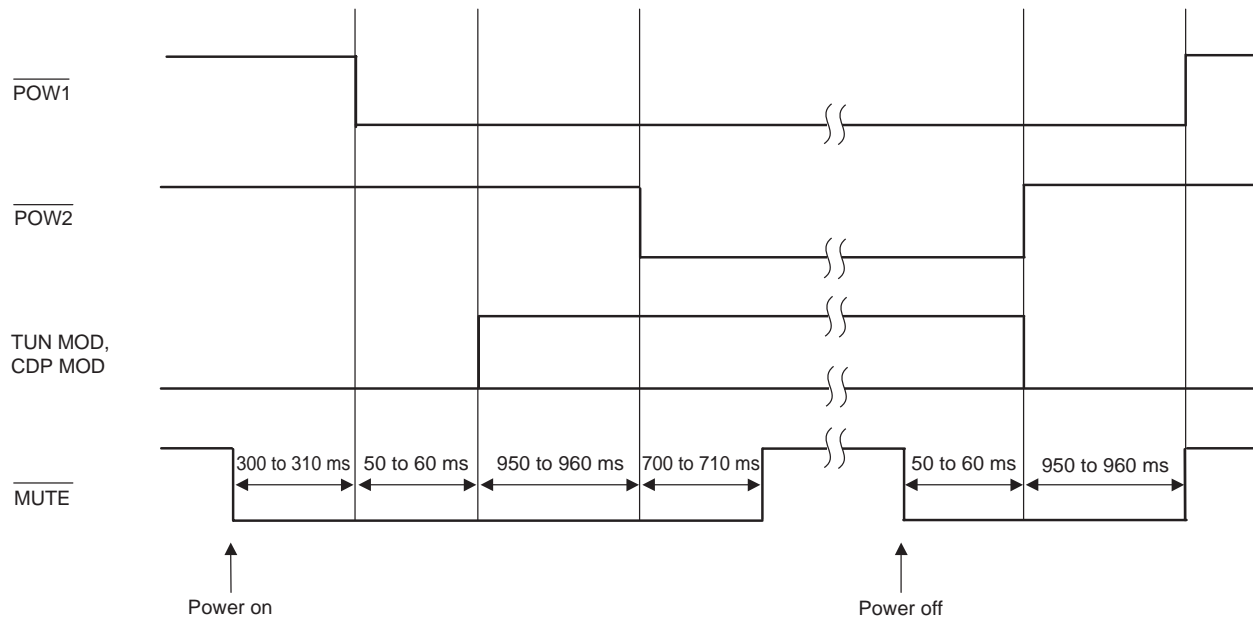 POW1
POW2
TUN MOD,
CDP MOD
MUTE
300 to 310 ms
50 to 60 ms
950 to 960 ms
700 to 710 ms
50 to 60 ms
950 to 960 ms
Power on
Power off